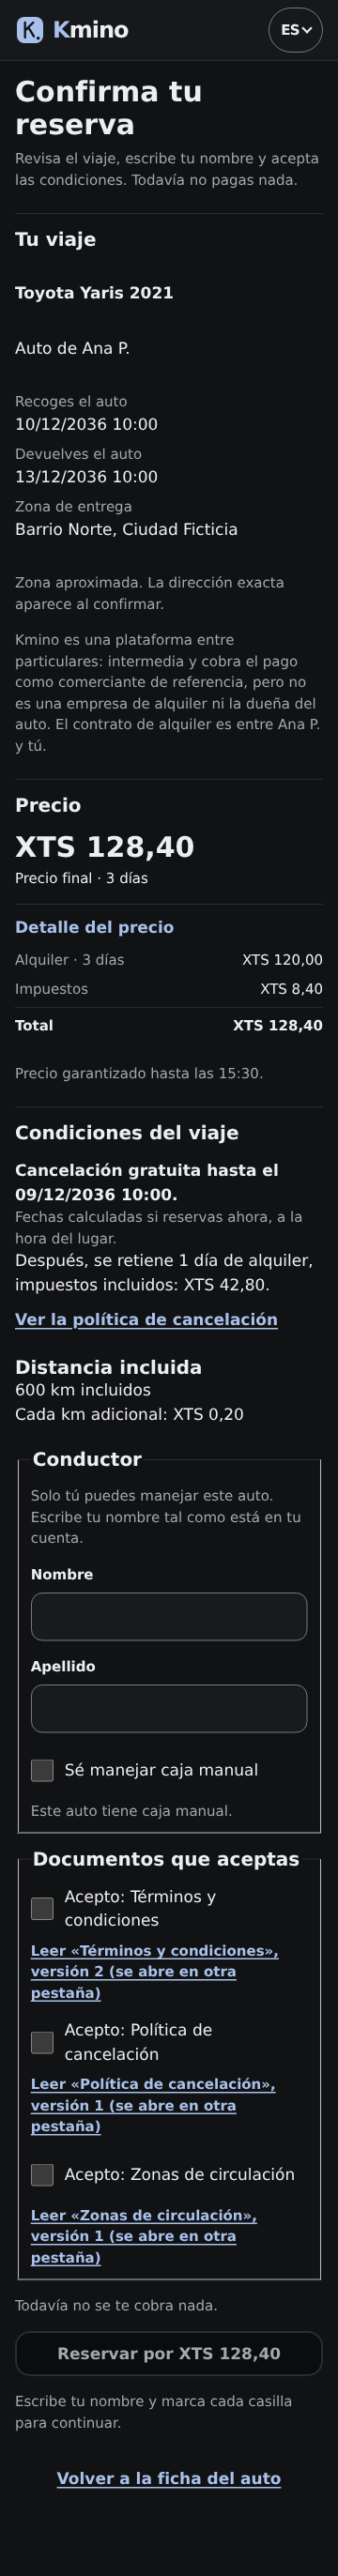 K. Kmino
ES
Confirma tu
reserva
Revisa el viaje, escribe tu nombre y acepta
las condiciones. Todavía no pagas nada.
Tu viaje
Toyota Yaris 2021
Auto de Ana P.
Recoges el auto
10/12/2036 10:00
Devuelves el auto
13/12/2036 10:00
Zona de entrega
Barrio Norte, Ciudad Ficticia
Zona aproximada. La dirección exacta
aparece al confirmar.
Kmino es una plataforma entre
particulares: intermedia y cobra el pago
como comerciante de referencia, pero no
es una empresa de alquiler ni la dueña del
auto. El contrato de alquiler es entre Ana P.
y tú.
Precio
XTS 128,40
Precio final · 3 días
Detalle del precio
Alquiler · 3 días XTS 120,00
Impuestos XTS 8,40
Total XTS 128,40
Precio garantizado hasta las 15:30.
Condiciones del viaje
Cancelación gratuita hasta el
09/12/2036 10:00.
Fechas calculadas si reservas ahora, a la
hora del lugar.
Después, se retiene 1 día de alquiler,
impuestos incluidos: XTS 42,80.
Ver la política de cancelación
Distancia incluida
600 km incluidos
Cada km adicional: XTS 0,20
Conductor
Solo tú puedes manejar este auto.
Escribe tu nombre tal como está en tu
cuenta.
Nombre
Apellido
Sé manejar caja manual
Este auto tiene caja manual.
Documentos que aceptas
Acepto: Términos y
condiciones
Leer «Términos y condiciones»,
versión 2 (se abre en otra
pestaña)
Acepto: Política de
cancelación
Leer «Política de cancelación»,
versión 1 (se abre en otra
pestaña)
Acepto: Zonas de circulación
Leer «Zonas de circulación»,
versión 1 (se abre en otra
pestaña)
Todavía no se te cobra nada.
Reservar por XTS 128,40
Escribe tu nombre y marca cada casilla
para continuar.
Volver a la ficha del auto